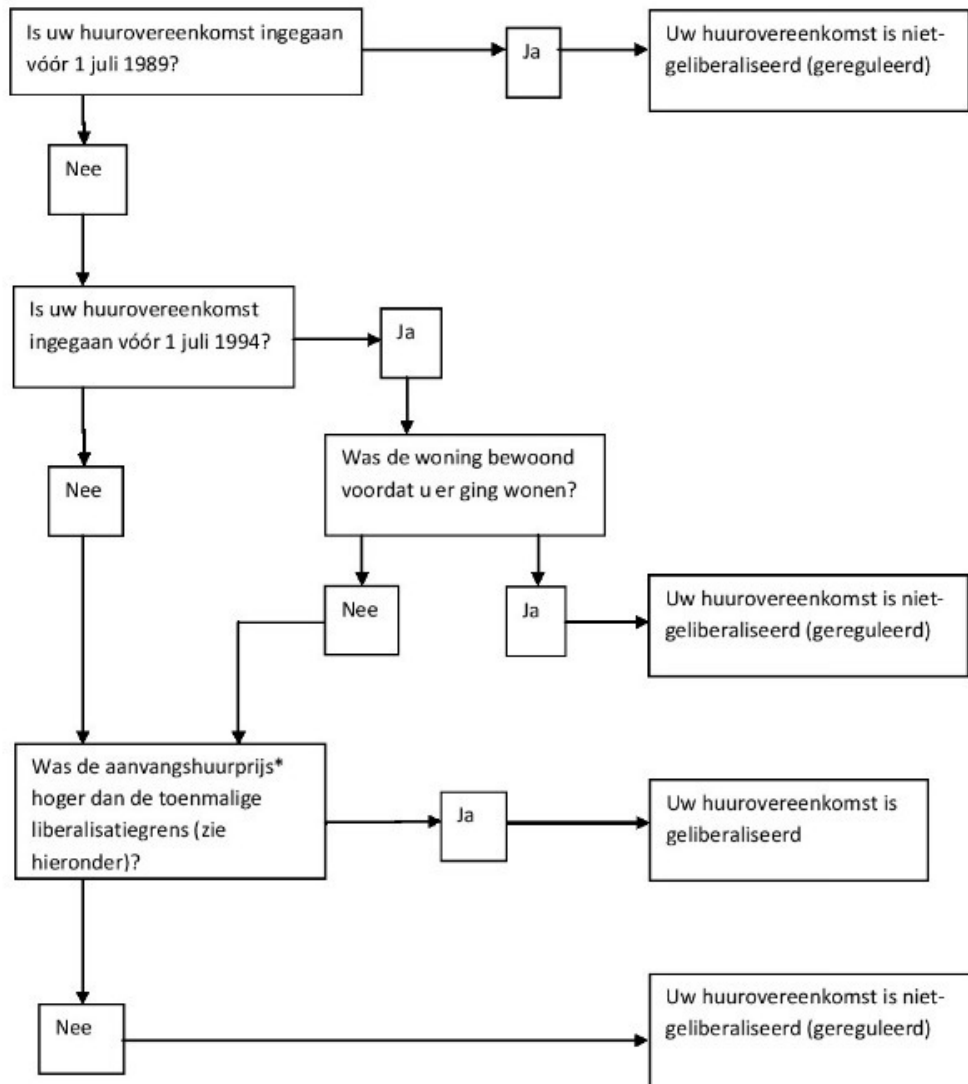 Is uw huurovereenkomst ingegaan
vóór 1 juli 1989?
Ja
Uw huurovereenkomst is niet-
geliberaliseerd (gereguleerd)
Nee
Is uw huurovereenkomst
ingegaan vóór 1 juli 1994?
Ja
Was de woning bewoond
voordat u er ging wonen?
Nee
Nee
Ja
Uw huurovereenkomst is niet-
geliberaliseerd (gereguleerd)
Was de aanvangshuurprijs*
hoger dan de toenmalige
liberalisatiegrens (zie
hieronder)?
Ja
Uw huurovereenkomst is
geliberaliseerd
Nee
Uw huurovereenkomst is niet-
geliberaliseerd (gereguleerd)